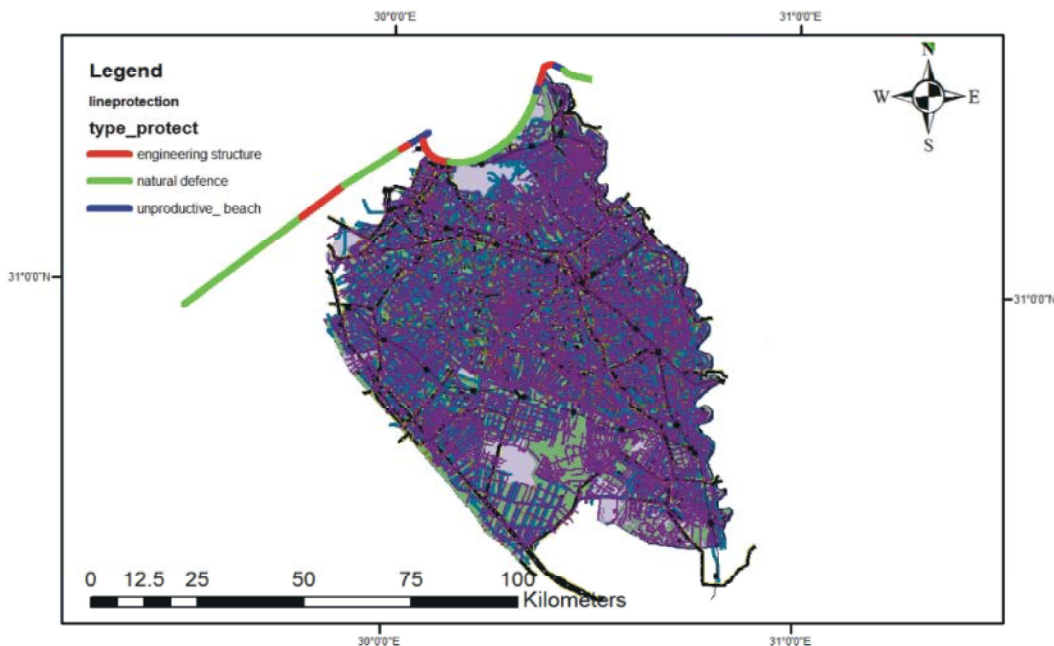 30°0'0"E 31°0'0"E
Legend
lineprotection
type_protect
engineering structure
natural defence
unproductive_ beach
N
W E
S
31°0'0"N 31°0'0"N
0 12.5 25 50 75 100
Kilometers
30°0'0"E 31°0'0"E